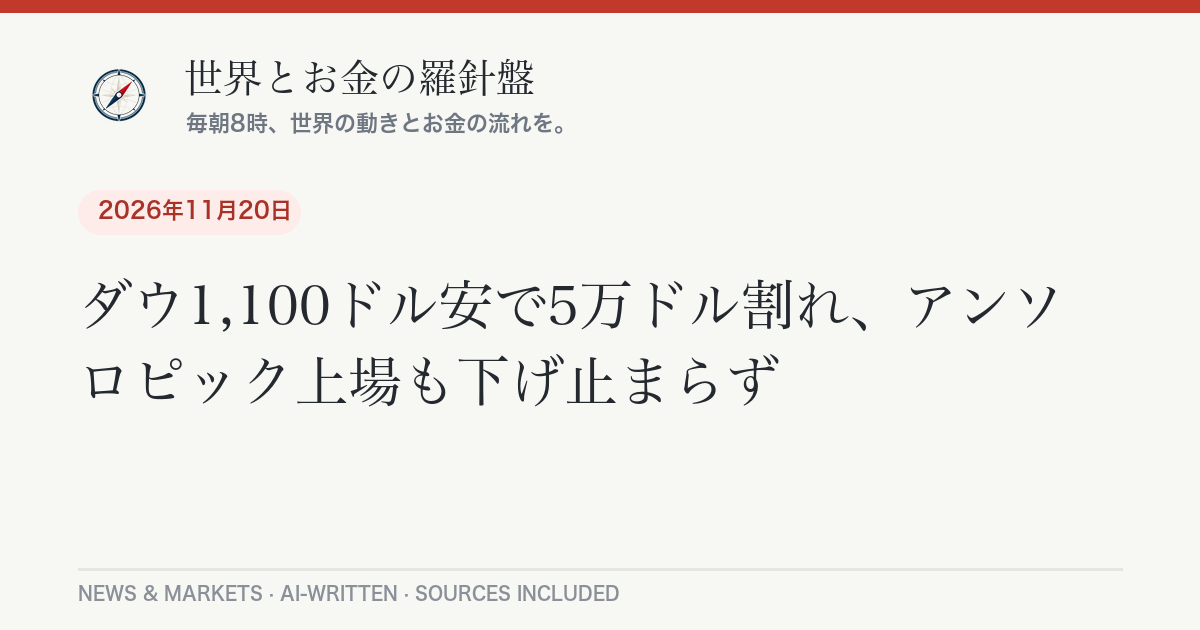 世界とお金の羅針盤
毎朝8時、世界の動きとお金の流れを。
2026年11月20日
ダウ1,100ドル安で5万ドル割れ、アンソ
ロピック上場も下げ止まらず
NEWS & MARKETS · AI-WRITTEN · SOURCES INCLUDED